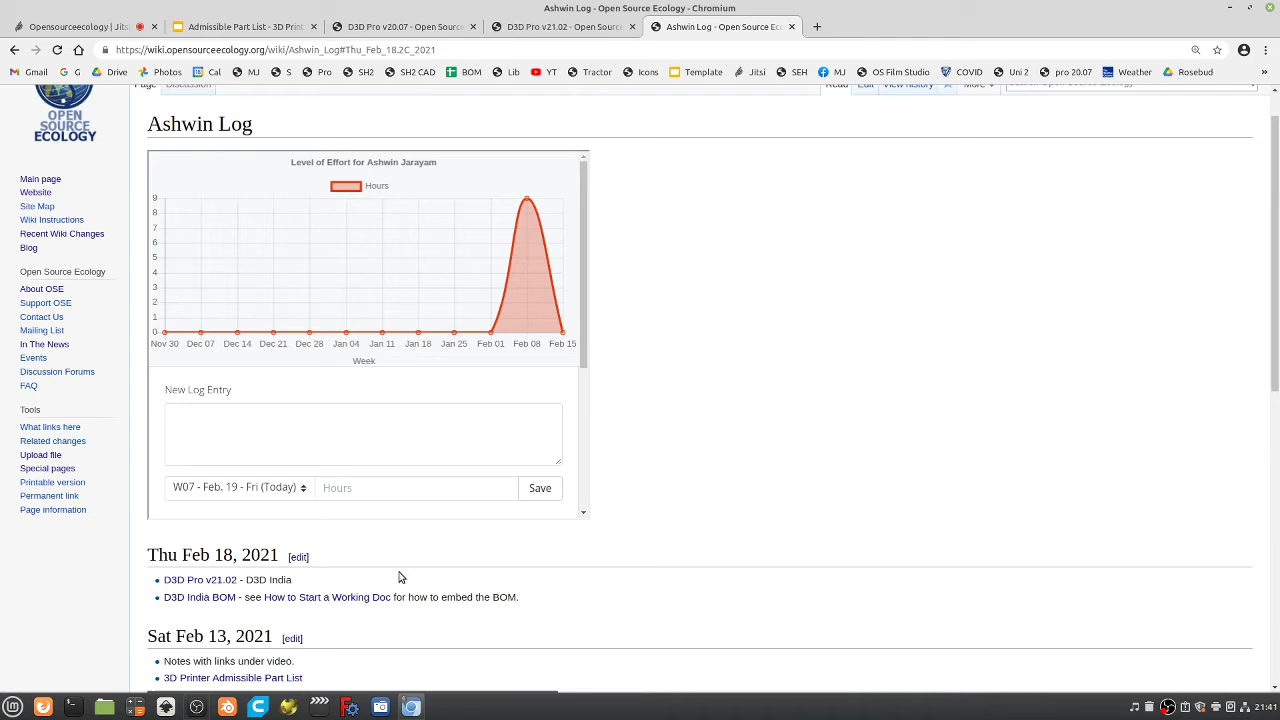 Ashwin Log - Open Source Ecology - Chromium
Opensourceecology | Jitsi
Admissible Part List - 3D Print
D3D Pro v20.07 - Open Source
D3D Pro v21.02 - Open Source
Ashwin Log - Open Source Ec
https://wiki.opensourceecology.org/wiki/Ashwin_Log#Thu_Feb_18.2C_2021
Gmail
G
Drive
Photos
Cal
MJ
S
Pro
SH2
SH2 CAD
BOM
Lib
YT
Tractor
Icons
Template
Jitsi
SEH
MJ
OS Film Studio
COVID
Uni 2
pro 20.07
Weather
Rosebud
»
Page
Discussion
Read
Edit
View history
More
OPEN
SOURCE
ECOLOGY
Main page
Website
Site Map
Wiki Instructions
Recent Wiki Changes
Blog
Open Source Ecology
About OSE
Support OSE
Contact Us
Mailing List
In The News
Events
Discussion Forums
FAQ
Tools
What links here
Related changes
Upload file
Special pages
Printable version
Permanent link
Page information
Ashwin Log
Level of Effort for Ashwin Jarayam
Hours
9
8
7
6
5
4
3
2
1
0
Nov 30 Dec 07 Dec 14 Dec 21 Dec 28 Jan 04 Jan 11 Jan 18 Jan 25 Feb 01 Feb 08 Feb 15
Week
New Log Entry
W07 - Feb. 19 - Fri (Today)
Hours
Save
Thu Feb 18, 2021 [edit]
D3D Pro v21.02 - D3D India
D3D India BOM - see How to Start a Working Doc for how to embed the BOM.
Sat Feb 13, 2021 [edit]
Notes with links under video.
3D Printer Admissible Part List
21:41